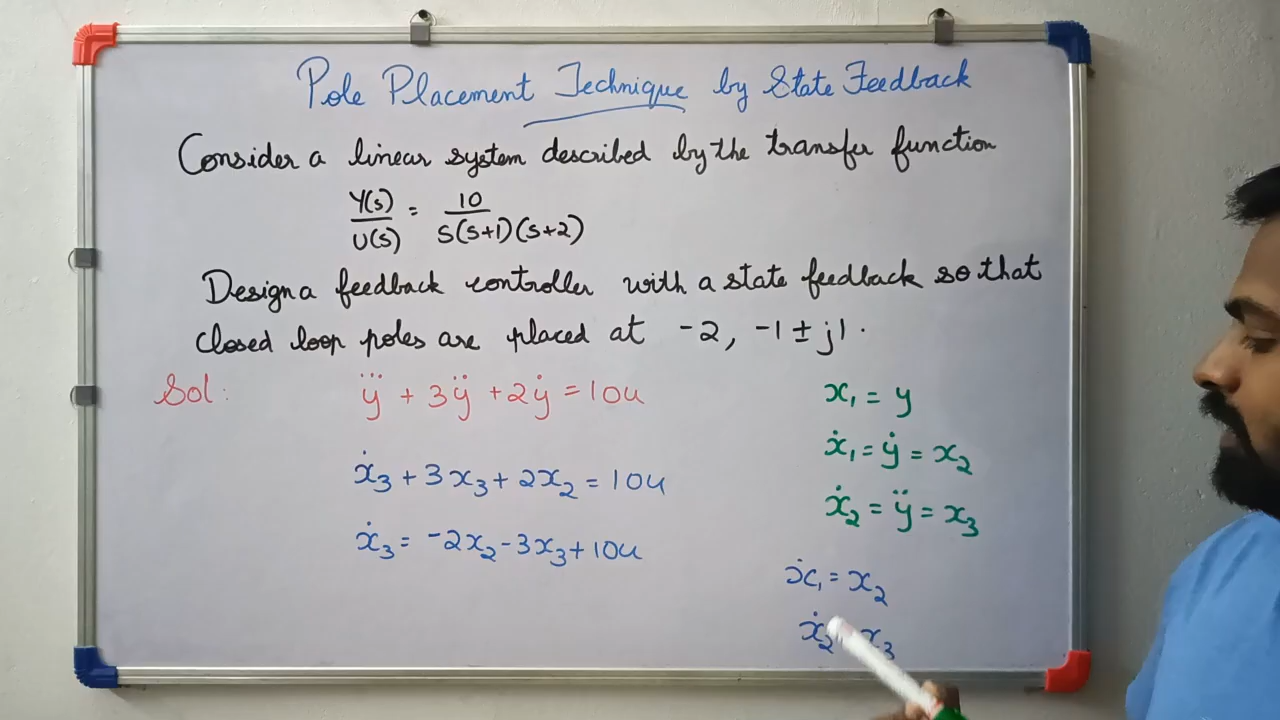 Pole Placement Technique by State Feedback
Consider a linear system described by the transfer function
Y(s)/U(s) = 10/S(S+1)(S+2)
Design a feedback controller with a state feedback so that
closed loop poles are placed at -2, -1 ± j1.
Sol:
y⃛ + 3ÿ + 2ẏ = 10u
ẋ₃ + 3x₃ + 2x₂ = 10u
ẋ₃ = -2x₂ - 3x₃ + 10u
x₁ = y
ẋ₁ = ẏ = x₂
ẋ₂ = ÿ = x₃
ẋ₁ = x₂
ẋ₂ x₃